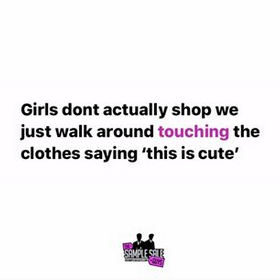 Girls dont actually shop we
just walk around touching the
clothes saying ‘this is cute’
SAMPLE SALE